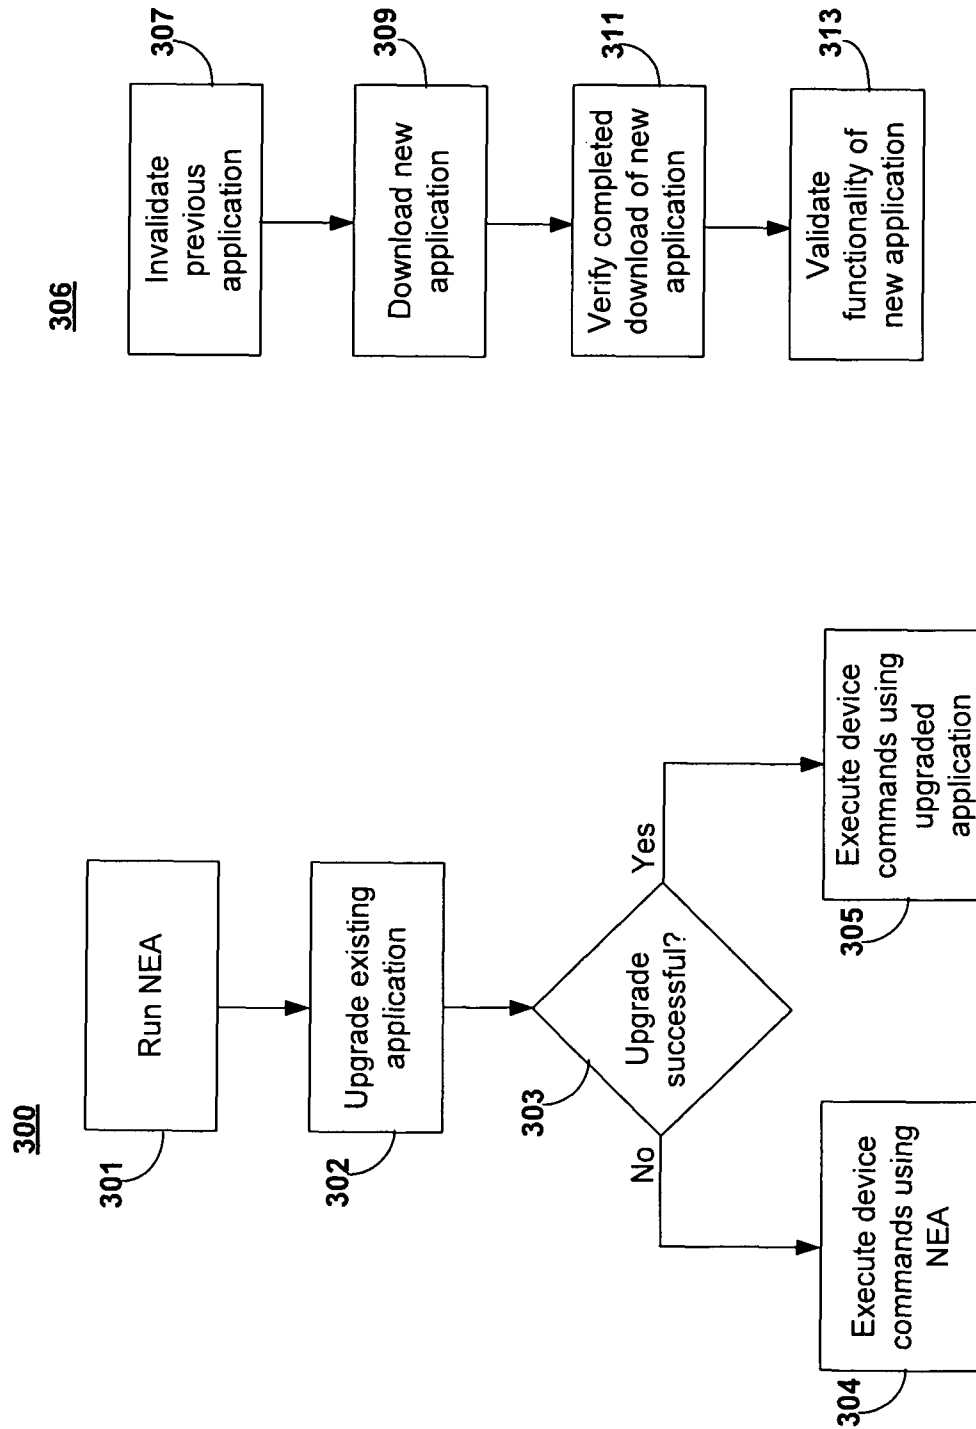 300
301
Run NEA
302
Upgrade existing
application
303
Upgrade
successful?
No
Yes
304
Execute device
commands using
NEA
305
Execute device
commands using
upgraded
application
306
307
Invalidate
previous
application
309
Download new
application
311
Verify completed
download of new
application
313
Validate
functionality of
new application